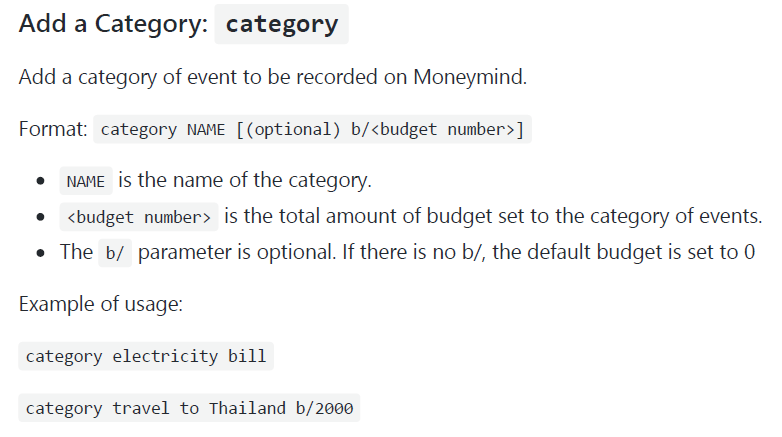 Add a Category: category
Add a category of event to be recorded on Moneymind.
Format: category NAME [(optional) b/<budget number>]
• NAME is the name of the category.
• <budget number> is the total amount of budget set to the category of events.
• The b/ parameter is optional. If there is no b/, the default budget is set to 0
Example of usage:
category electricity bill
category travel to Thailand b/2000